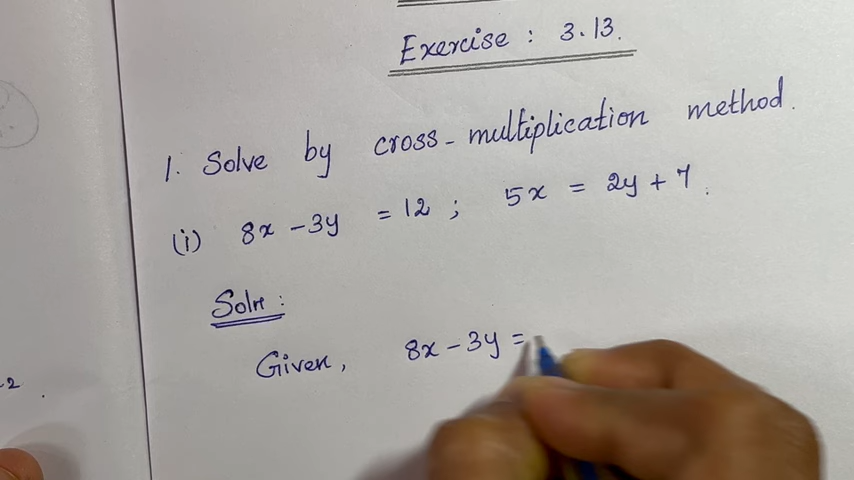 Exercise : 3.13.
1. Solve by cross-multiplication method.
(i) 8x - 3y = 12 ; 5x = 2y + 7.
Soln :
Given, 8x - 3y =
-2 .